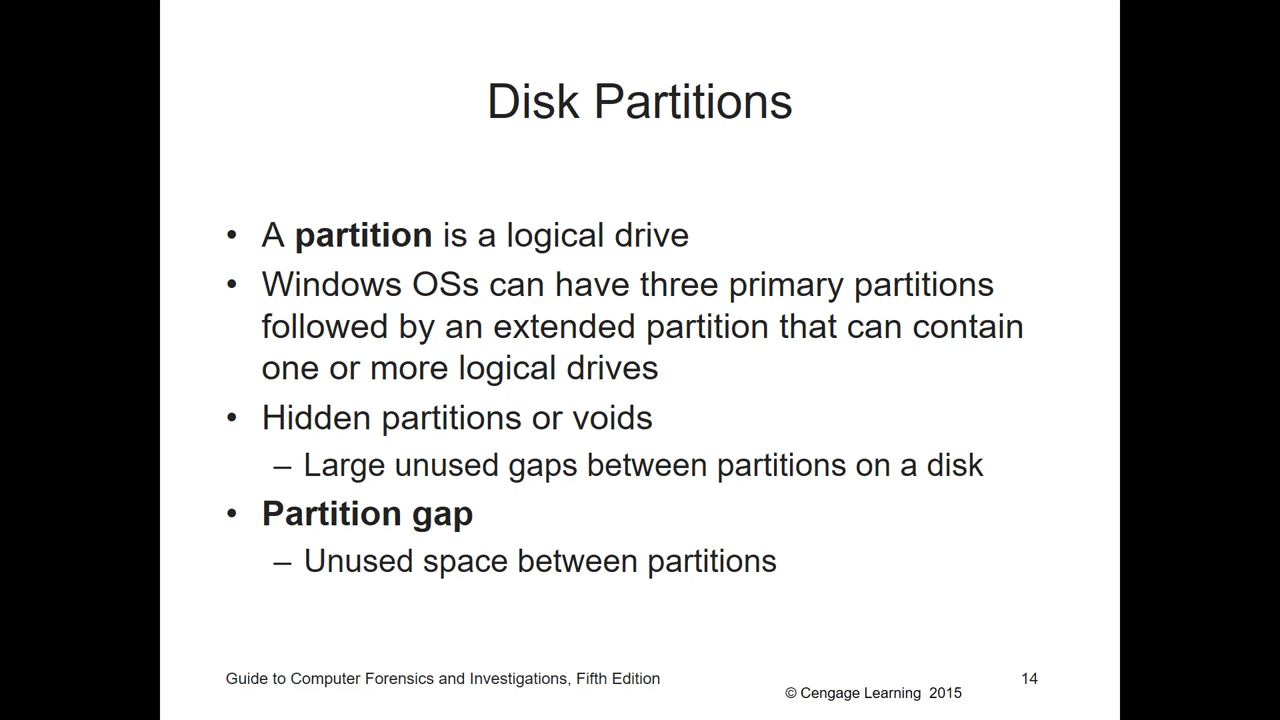 Disk Partitions
• A partition is a logical drive
• Windows OSs can have three primary partitions
followed by an extended partition that can contain
one or more logical drives
• Hidden partitions or voids
– Large unused gaps between partitions on a disk
• Partition gap
– Unused space between partitions
Guide to Computer Forensics and Investigations, Fifth Edition
14
© Cengage Learning 2015